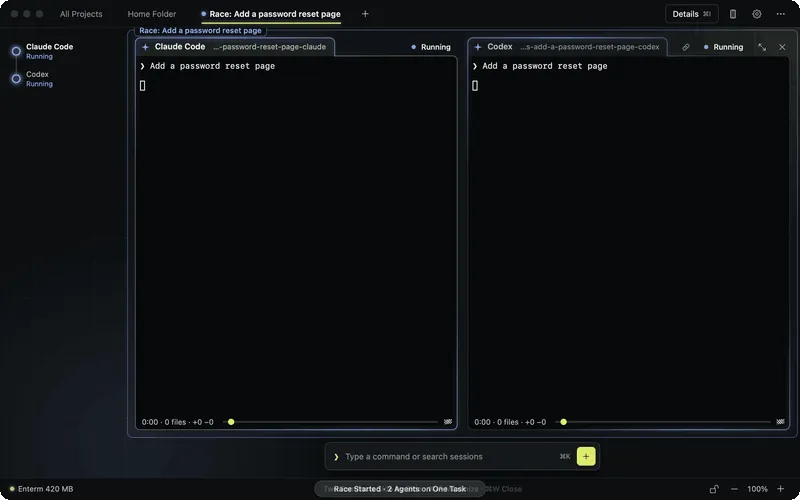 All Projects
Home Folder
Race: Add a password reset page
+
Details ⌘I
Claude Code
Running
Codex
Running
Race: Add a password reset page
Claude Code
…-password-reset-page-claude
Running
❯ Add a password reset page
0:00 · 0 files · +0 −0
Codex
…s-add-a-password-reset-page-codex
Running
❯ Add a password reset page
0:00 · 0 files · +0 −0
❯ Type a command or search sessions
⌘K
+
Enterm 420 MB
Race Started · 2 Agents on One Task
⌘W Close
− 100% +